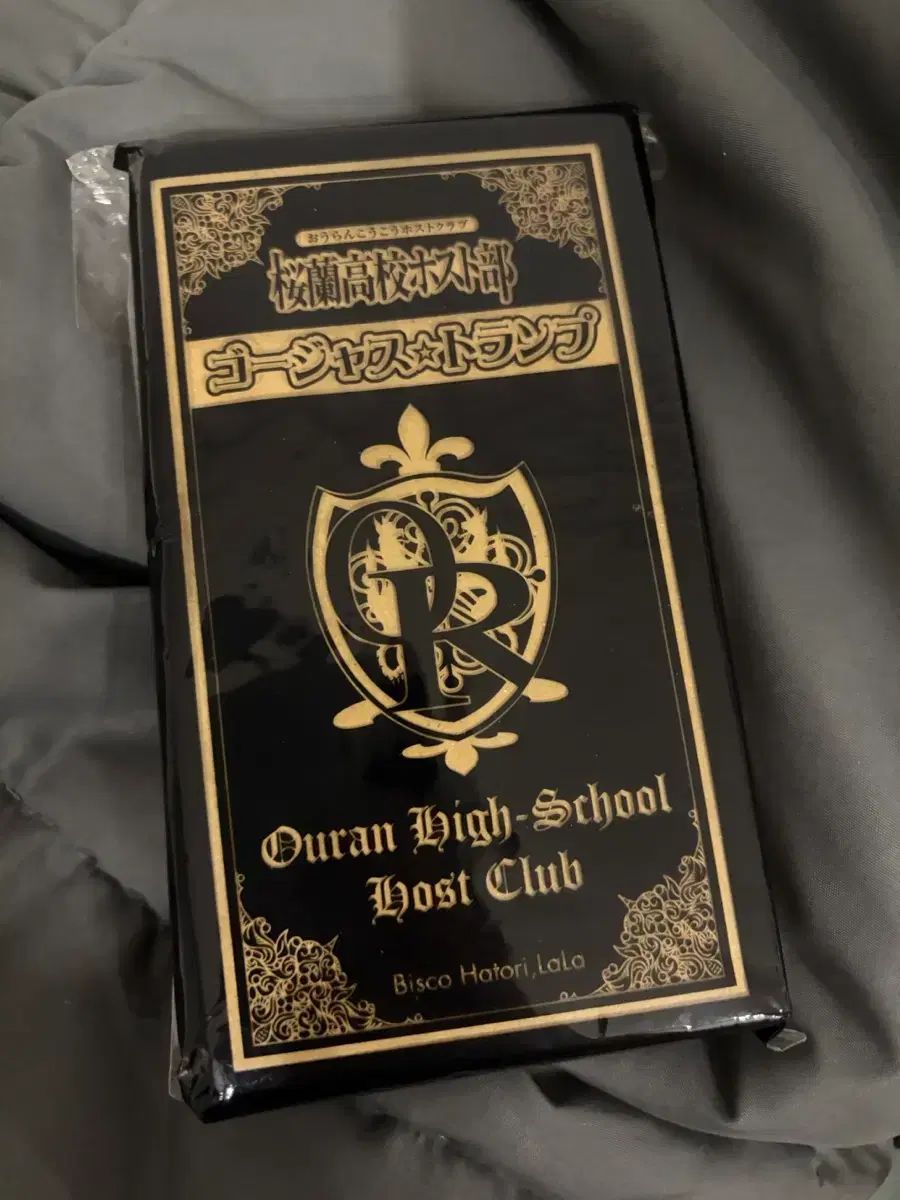 おうらんこうこうホストクラブ
桜蘭高校ホスト部
ゴージャス☆トランプ
OR
Ouran High-School
Host Club
Bisco Hatori,LaLa